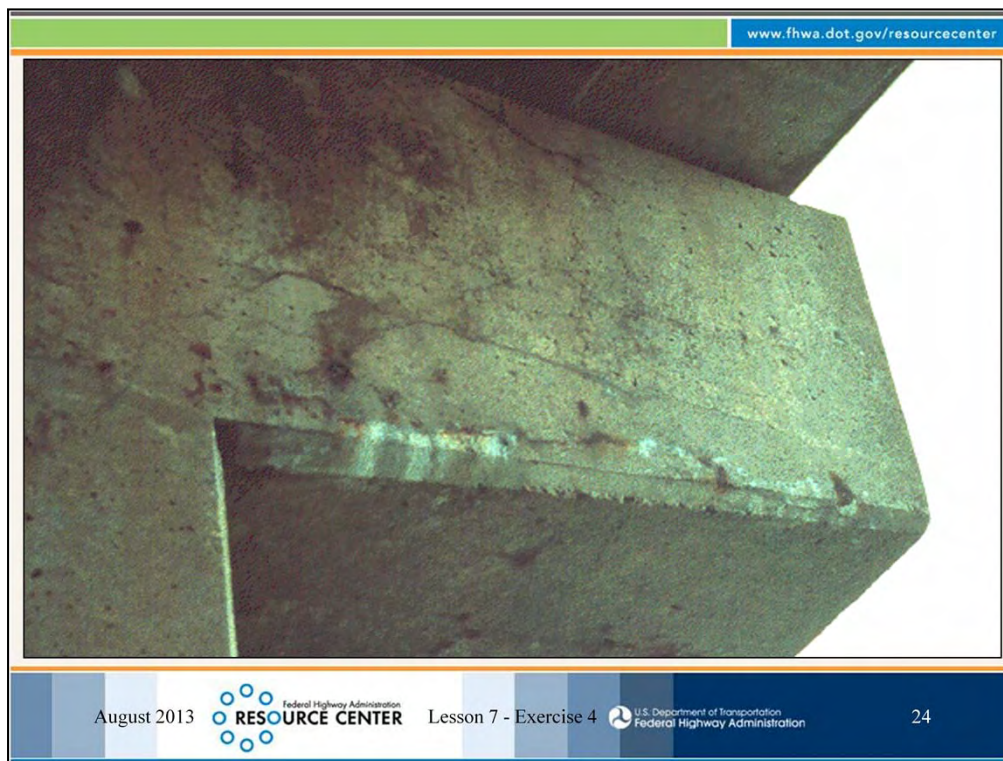 www.fhwa.dot.gov/resourcecenter
August 2013
Federal Highway Administration
RESOURCE CENTER
Lesson 7 - Exercise 4
U.S. Department of Transportation
Federal Highway Administration
24